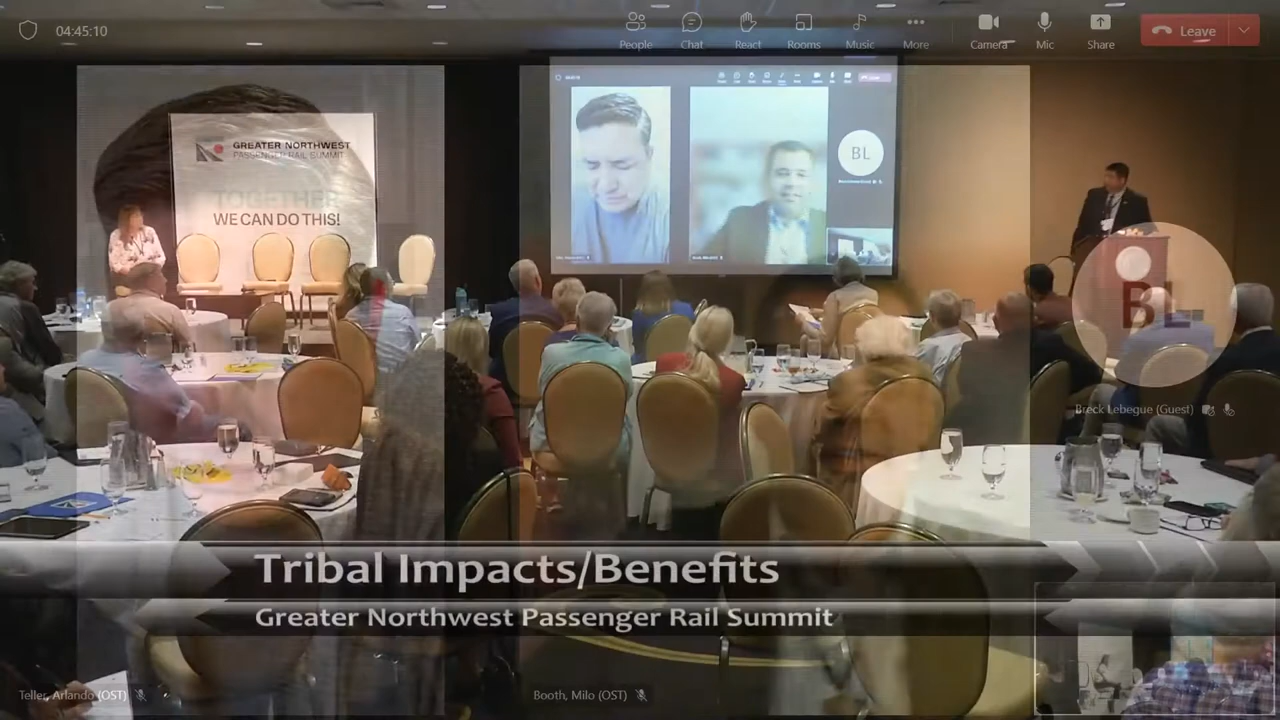 04:45:10
People
Chat
React
Rooms
Music
More
Camera
Mic
Share
Leave
GREATER NORTHWEST
PASSENGER RAIL SUMMIT
TOGETHER
WE CAN DO THIS!
BL
BL
Breck Lebegue (Guest)
Tribal Impacts/Benefits
Greater Northwest Passenger Rail Summit
Teller, Arlando (OST)
Booth, Milo (OST)